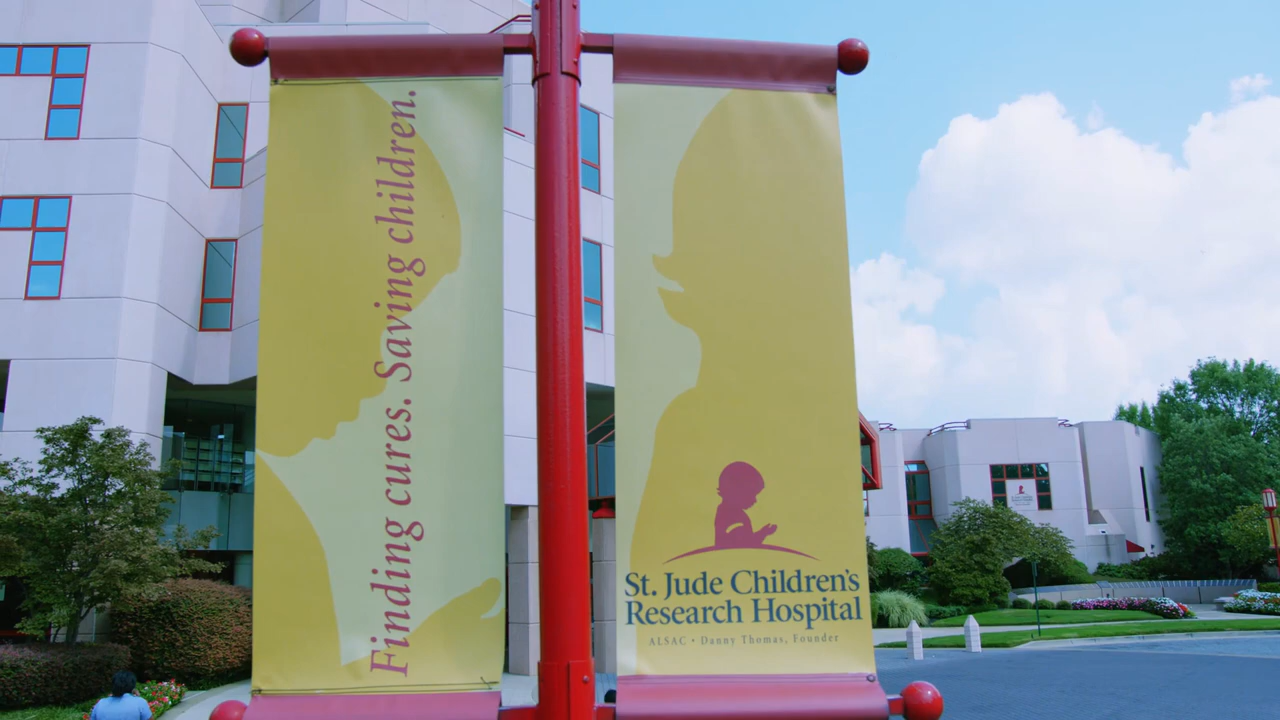 Finding cures. Saving children.
St. Jude Children's
Research Hospital
ALSAC • Danny Thomas, Founder